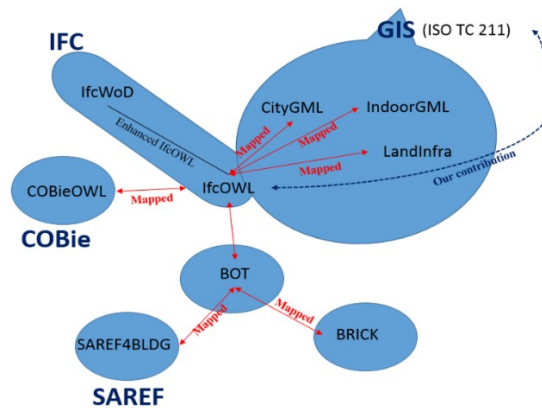 GIS (ISO TC 211)
IFC
IfcWoD
Enhanced IfcOWL
CityGML
IndoorGML
Mapped
Mapped
LandInfra
Mapped
Our contribution
IfcOWL
COBieOWL
Mapped
COBie
BOT
Mapped
Mapped
BRICK
SAREF4BLDG
SAREF